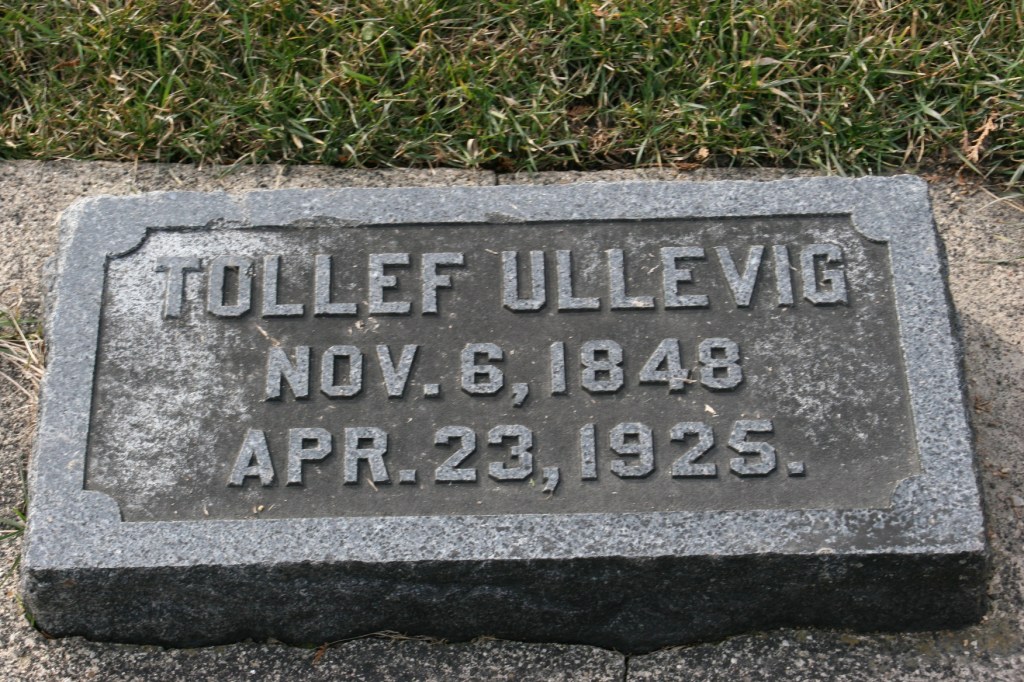 TOLLEF ULLEVIG
NOV. 6, 1848
APR. 23, 1925.